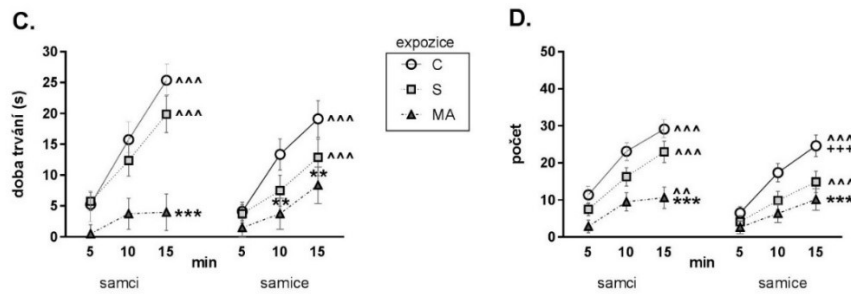 C.
doba trvání (s)
30
25
20
15
10
5
0
^^^
^^^
***
^^^
^^^
**
**
5 10 15 5 10 15
min
samci samice
expozice
C
S
MA
D.
počet
50
40
30
20
10
0
^^^
^^^
^^
***
^^^
+++
^^^
***
5 10 15 5 10 15
min
samci samice